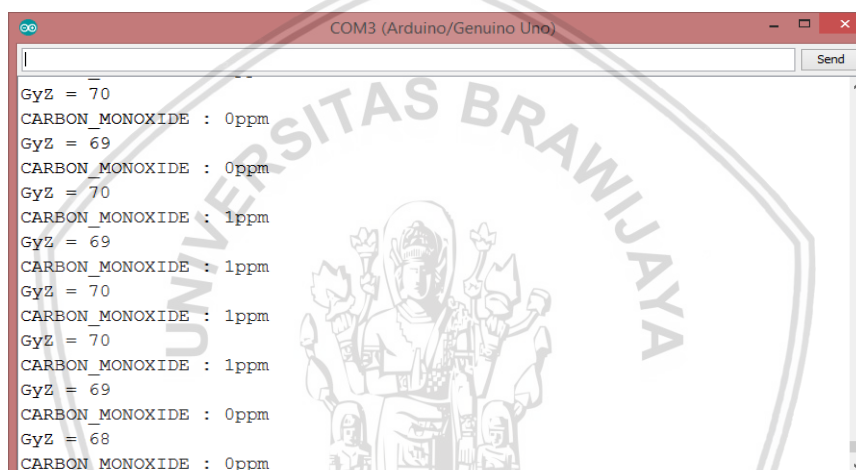 COM3 (Arduino/Genuino Uno)
Send
GyZ = 70
CARBON_MONOXIDE : 0ppm
GyZ = 69
CARBON_MONOXIDE : 0ppm
GyZ = 70
CARBON_MONOXIDE : 1ppm
GyZ = 69
CARBON_MONOXIDE : 1ppm
GyZ = 70
CARBON_MONOXIDE : 1ppm
GyZ = 70
CARBON_MONOXIDE : 1ppm
GyZ = 69
CARBON_MONOXIDE : 0ppm
GyZ = 68
CARBON_MONOXIDE : 0ppm
UNIVERSITAS BRAWIJAYA